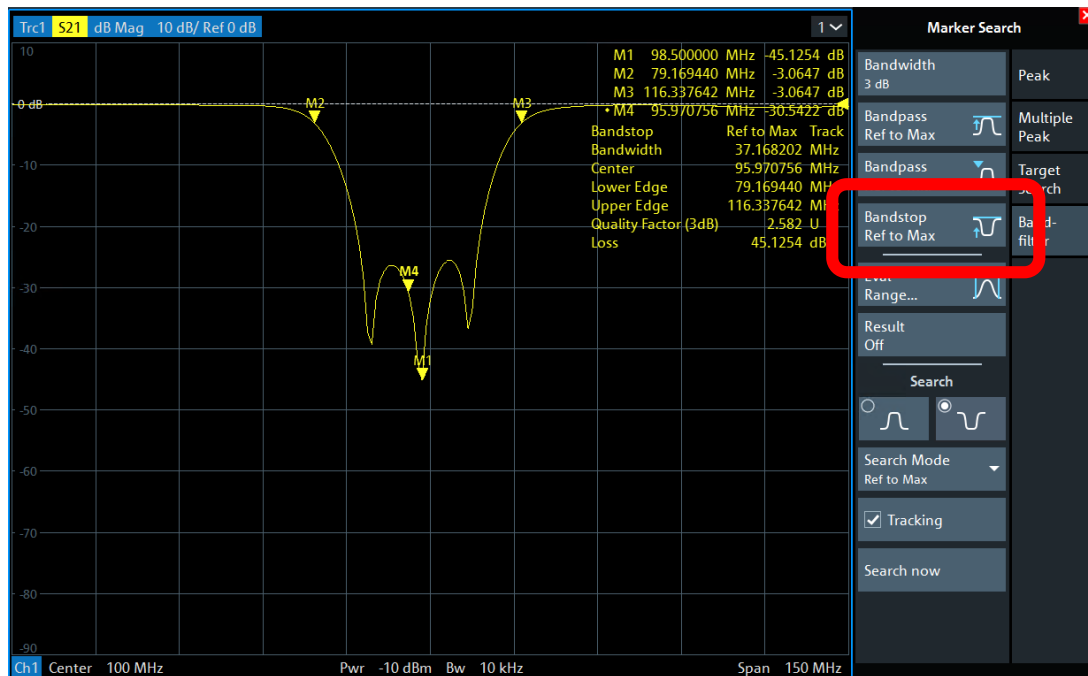 Trc1 S21 dB Mag 10 dB/ Ref 0 dB 1
10
0 dB
-10
-20
-30
-40
-50
-60
-70
-80
-90
M1 98.500000 MHz -45.1254 dB
M2 79.169440 MHz -3.0647 dB
M3 116.337642 MHz -3.0647 dB
• M4 95.970756 MHz -30.5422 dB
Bandstop Ref to Max Track
Bandwidth 37.168202 MHz
Center 95.970756 MHz
Lower Edge 79.169440 MHz
Upper Edge 116.337642 MHz
Quality Factor (3dB) 2.582 U
Loss 45.1254 dB
M2
M3
M4
M1
Ch1 Center 100 MHz Pwr -10 dBm Bw 10 kHz Span 150 MHz
Marker Search
Bandwidth
3 dB
Bandpass
Ref to Max
Bandpass
Bandstop
Ref to Max
Eval
Range...
Result
Off
Search
Search Mode
Ref to Max
Tracking
Search now
Peak
Multiple
Peak
Target
Search
Band-
filter